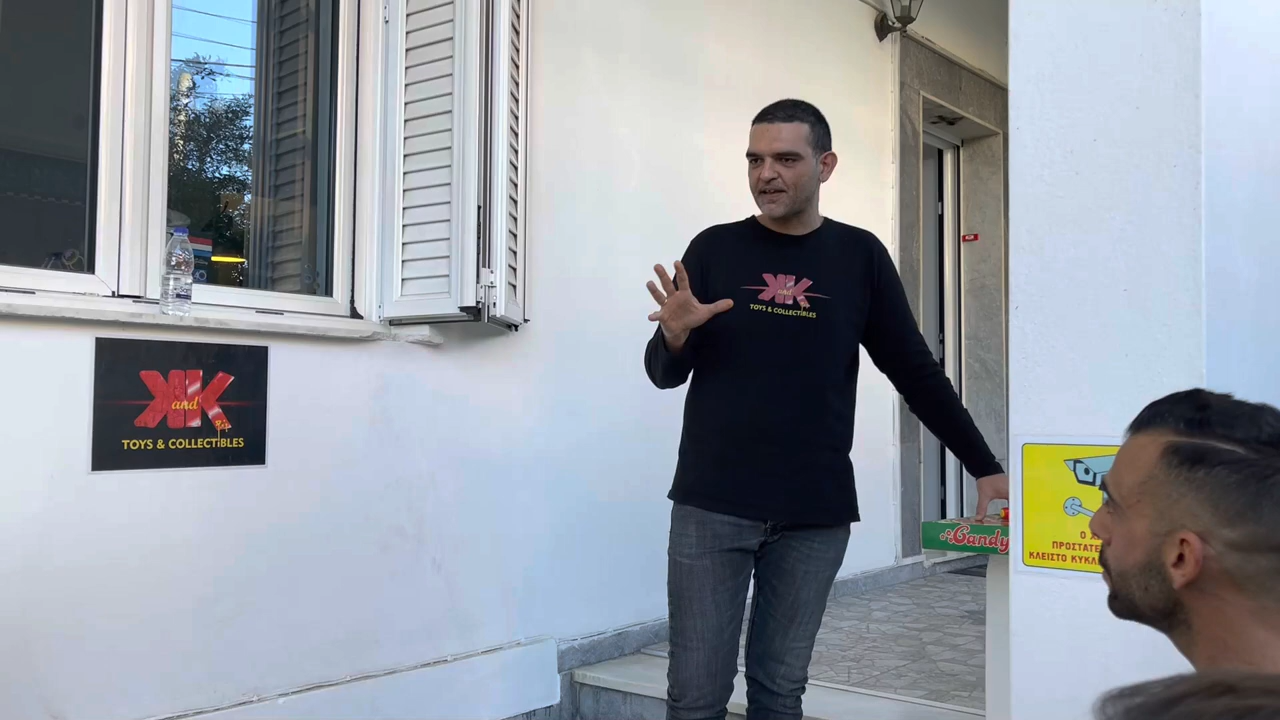 K and K
TOYS & COLLECTIBLES
K and K
TOYS & COLLECTIBLES
Candy
Ο Χ
ΠΡΟΣΤΑΤΕ
ΚΛΕΙΣΤΟ ΚΥΚΛ